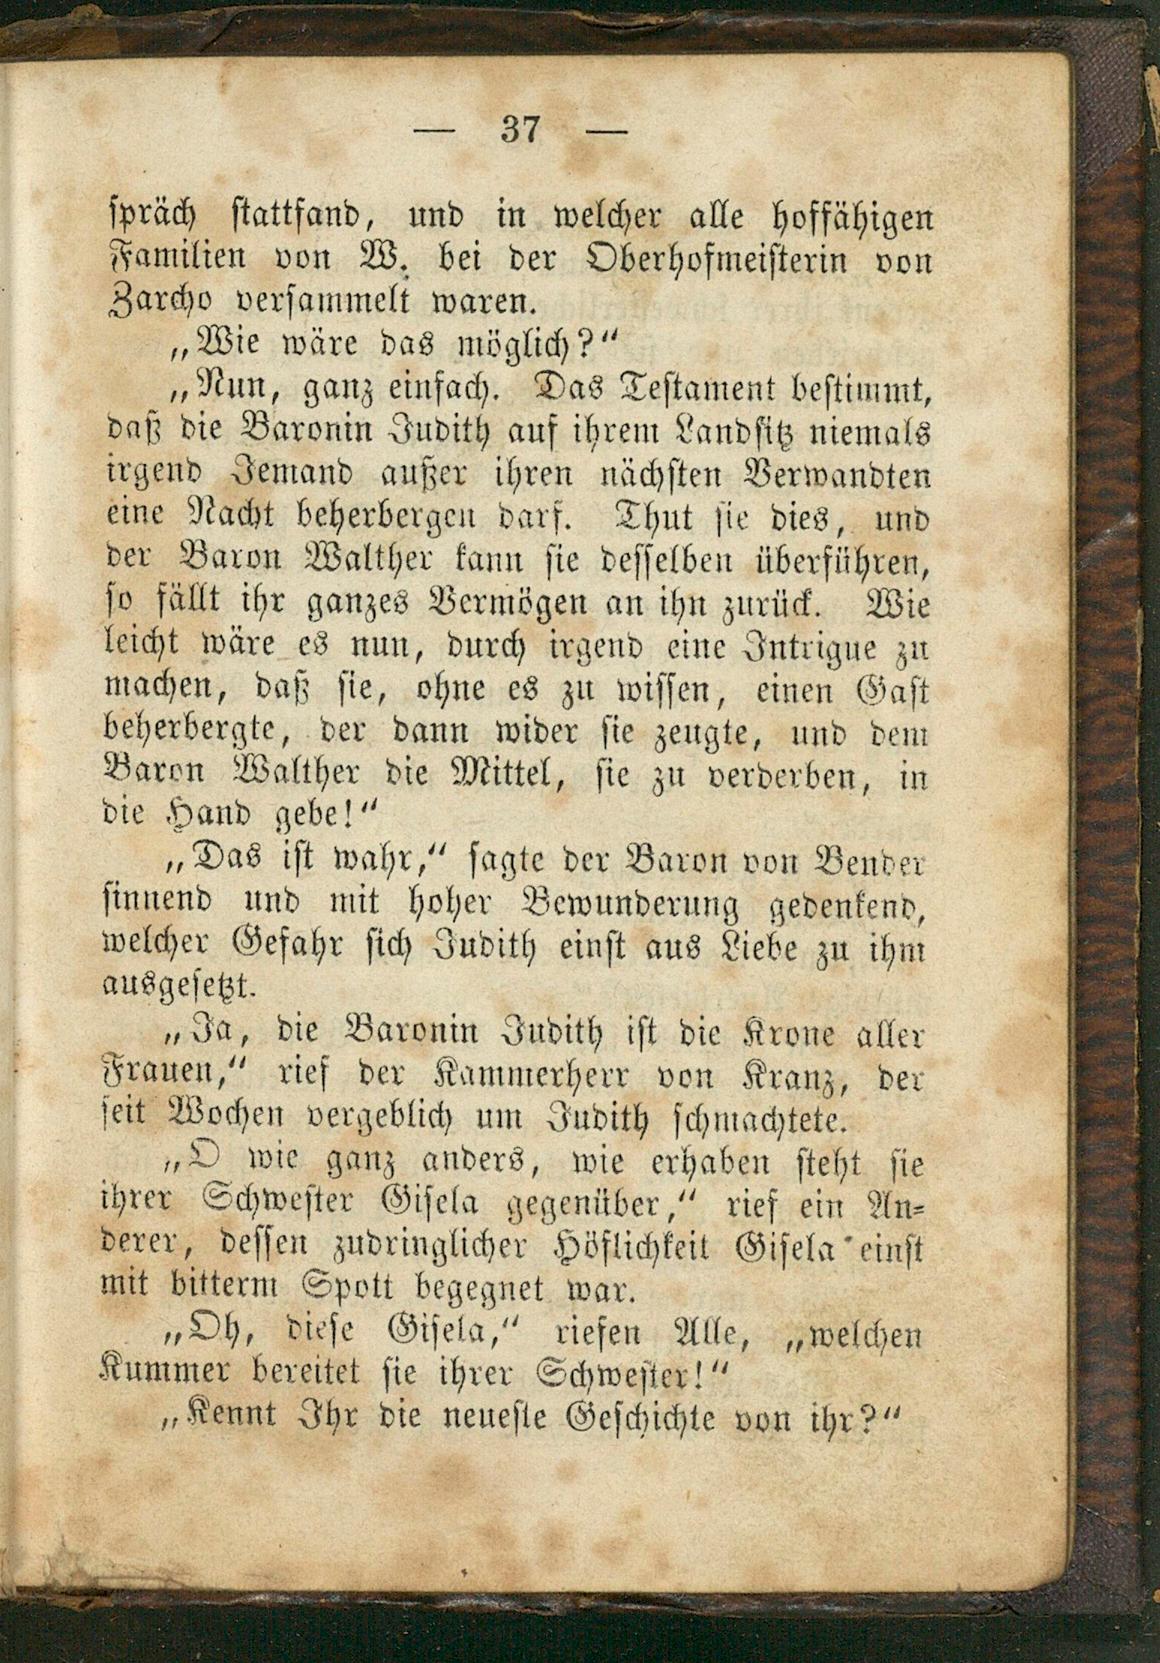 — 37 —
spräch stattfand, und in welcher alle hoffähigen
Familien von W. bei der Oberhofmeisterin von
Zarcho versammelt waren.
„Wie wäre das möglich?“
„Nun, ganz einfach. Das Testament bestimmt,
daß die Baronin Judith auf ihrem Landsitz niemals
irgend Jemand außer ihren nächsten Verwandten
eine Nacht beherbergen darf. Thut sie dies, und
der Baron Walther kann sie desselben überführen,
so fällt ihr ganzes Vermögen an ihn zurück. Wie
leicht wäre es nun, durch irgend eine Intrigue zu
machen, daß sie, ohne es zu wissen, einen Gast
beherbergte, der dann wider sie zeugte, und dem
Baron Walther die Mittel, sie zu verderben, in
die Hand gebe!“
„Das ist wahr,“ sagte der Baron von Bender
sinnend und mit hoher Bewunderung gedenkend,
welcher Gefahr sich Judith einst aus Liebe zu ihm
ausgesetzt.
„Ja, die Baronin Judith ist die Krone aller
Frauen,“ rief der Kammerherr von Kranz, der
seit Wochen vergeblich um Judith schmachtete.
„O wie ganz anders, wie erhaben steht sie
ihrer Schwester Gisela gegenüber,“ rief ein An-
derer, dessen zudringlicher Höflichkeit Gisela einst
mit bitterm Spott begegnet war.
„Oh, diese Gisela,“ riefen Alle, „welchen
Kummer bereitet sie ihrer Schwester!“
„Kennt Ihr die neueste Geschichte von ihr?“